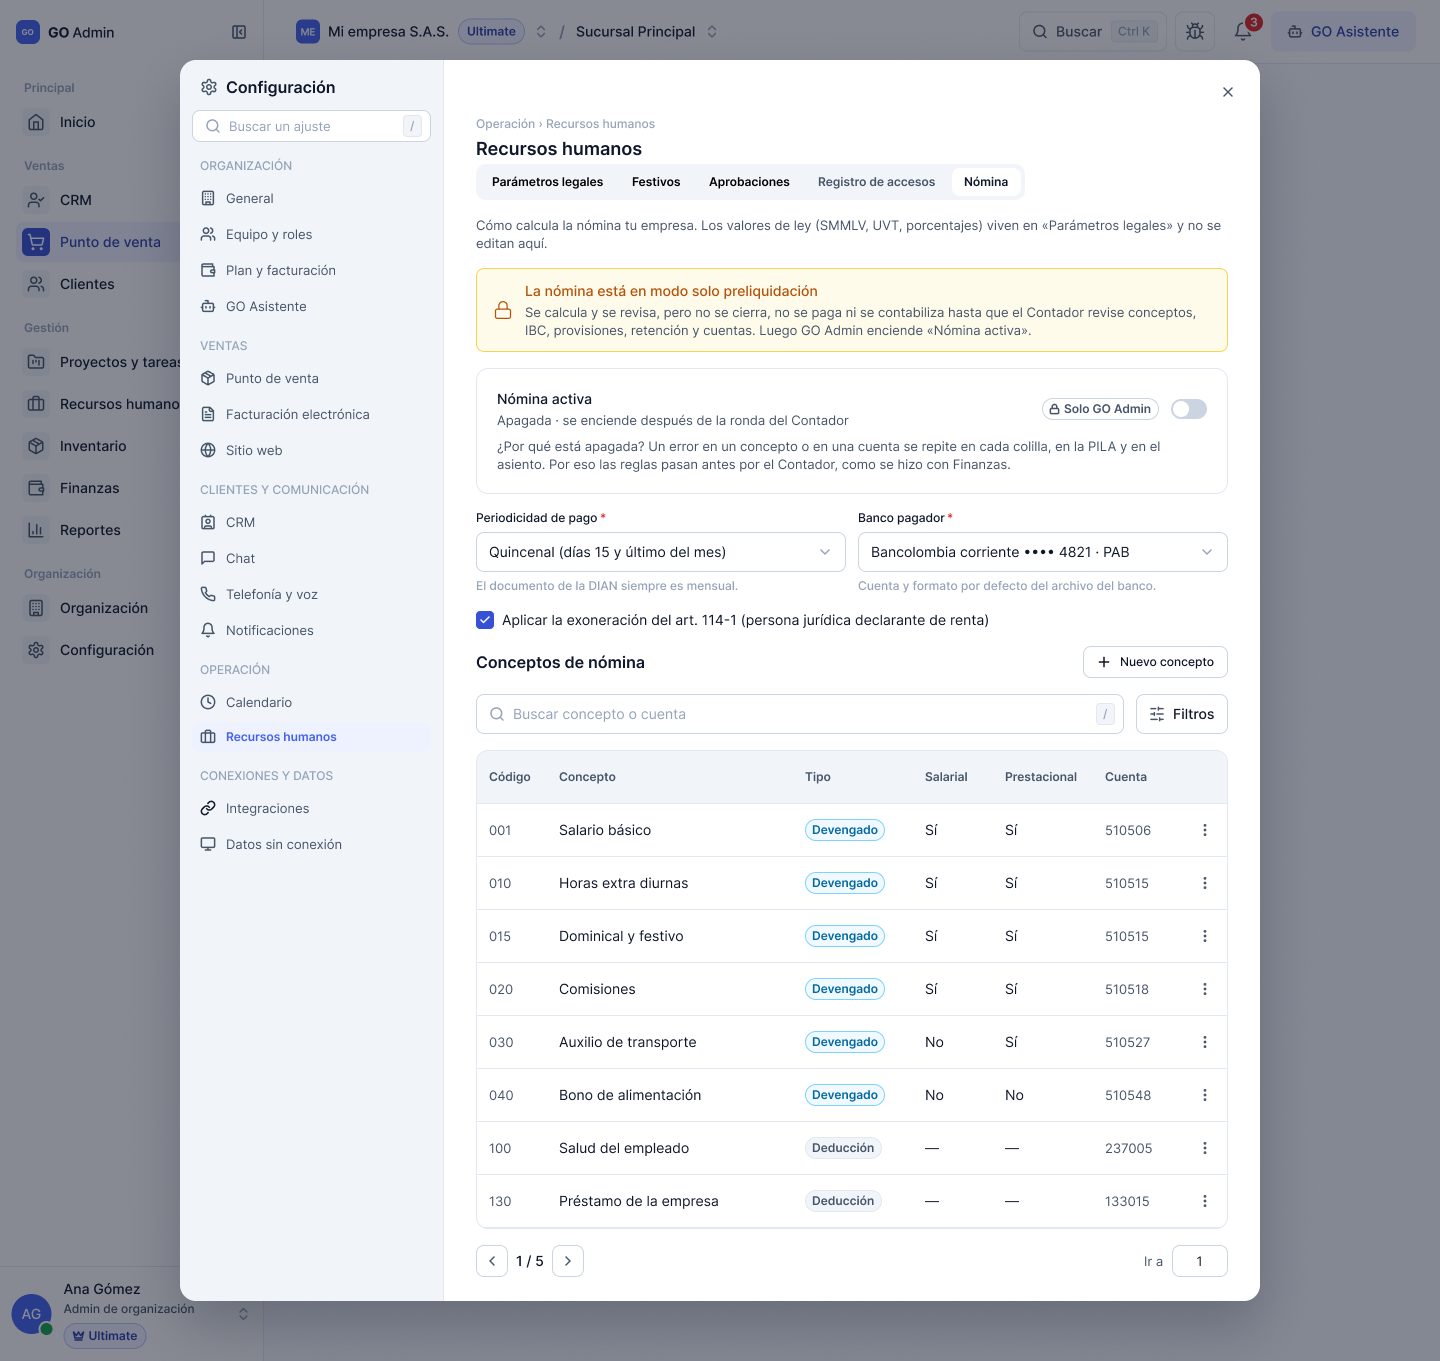 GO GO Admin
ME Mi empresa S.A.S. Ultimate / Sucursal Principal
Buscar Ctrl K
3
GO Asistente
Principal
Inicio
Ventas
CRM
Punto de venta
Clientes
Gestión
Proyectos y tareas
Recursos humano
Inventario
Finanzas
Reportes
Organización
Organización
Configuración
AG
Ana Gómez
Admin de organización
Ultimate
Configuración
Buscar un ajuste /
ORGANIZACIÓN
General
Equipo y roles
Plan y facturación
GO Asistente
VENTAS
Punto de venta
Facturación electrónica
Sitio web
CLIENTES Y COMUNICACIÓN
CRM
Chat
Telefonía y voz
Notificaciones
OPERACIÓN
Calendario
Recursos humanos
CONEXIONES Y DATOS
Integraciones
Datos sin conexión
Operación › Recursos humanos
Recursos humanos
Parámetros legales Festivos Aprobaciones Registro de accesos Nómina
Cómo calcula la nómina tu empresa. Los valores de ley (SMMLV, UVT, porcentajes) viven en «Parámetros legales» y no se
editan aquí.
La nómina está en modo solo preliquidación
Se calcula y se revisa, pero no se cierra, no se paga ni se contabiliza hasta que el Contador revise conceptos,
IBC, provisiones, retención y cuentas. Luego GO Admin enciende «Nómina activa».
Nómina activa
Apagada · se enciende después de la ronda del Contador
Solo GO Admin
¿Por qué está apagada? Un error en un concepto o en una cuenta se repite en cada colilla, en la PILA y en el
asiento. Por eso las reglas pasan antes por el Contador, como se hizo con Finanzas.
Periodicidad de pago * Banco pagador *
Quincenal (días 15 y último del mes) Bancolombia corriente •••• 4821 · PAB
El documento de la DIAN siempre es mensual. Cuenta y formato por defecto del archivo del banco.
Aplicar la exoneración del art. 114-1 (persona jurídica declarante de renta)
Conceptos de nómina
+ Nuevo concepto
Buscar concepto o cuenta /
Filtros
Código Concepto Tipo Salarial Prestacional Cuenta
001 Salario básico Devengado Sí Sí 510506
010 Horas extra diurnas Devengado Sí Sí 510515
015 Dominical y festivo Devengado Sí Sí 510515
020 Comisiones Devengado Sí Sí 510518
030 Auxilio de transporte Devengado No Sí 510527
040 Bono de alimentación Devengado No No 510548
100 Salud del empleado Deducción — — 237005
130 Préstamo de la empresa Deducción — — 133015
1 / 5
Ir a 1